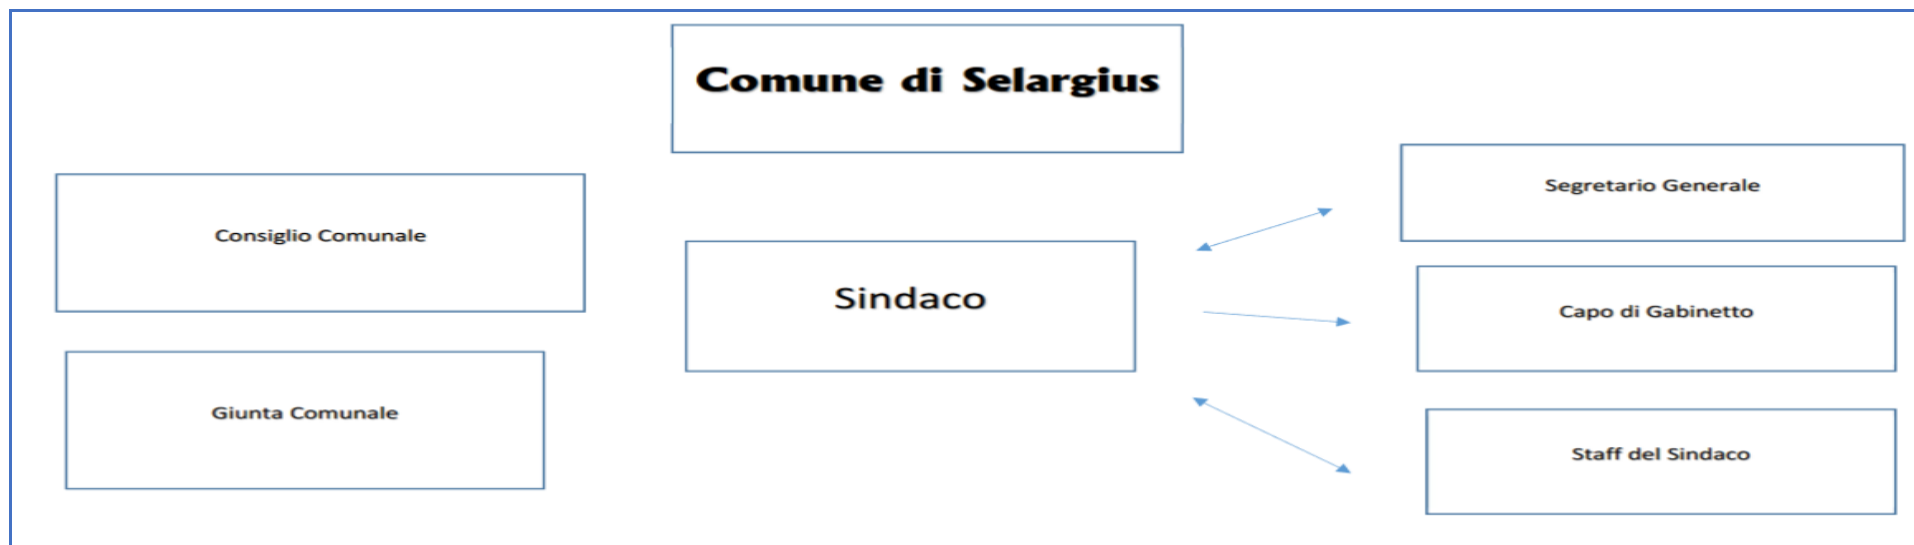 Comune di Selargius
Consiglio Comunale
Giunta Comunale
Sindaco
Segretario Generale
Capo di Gabinetto
Staff del Sindaco